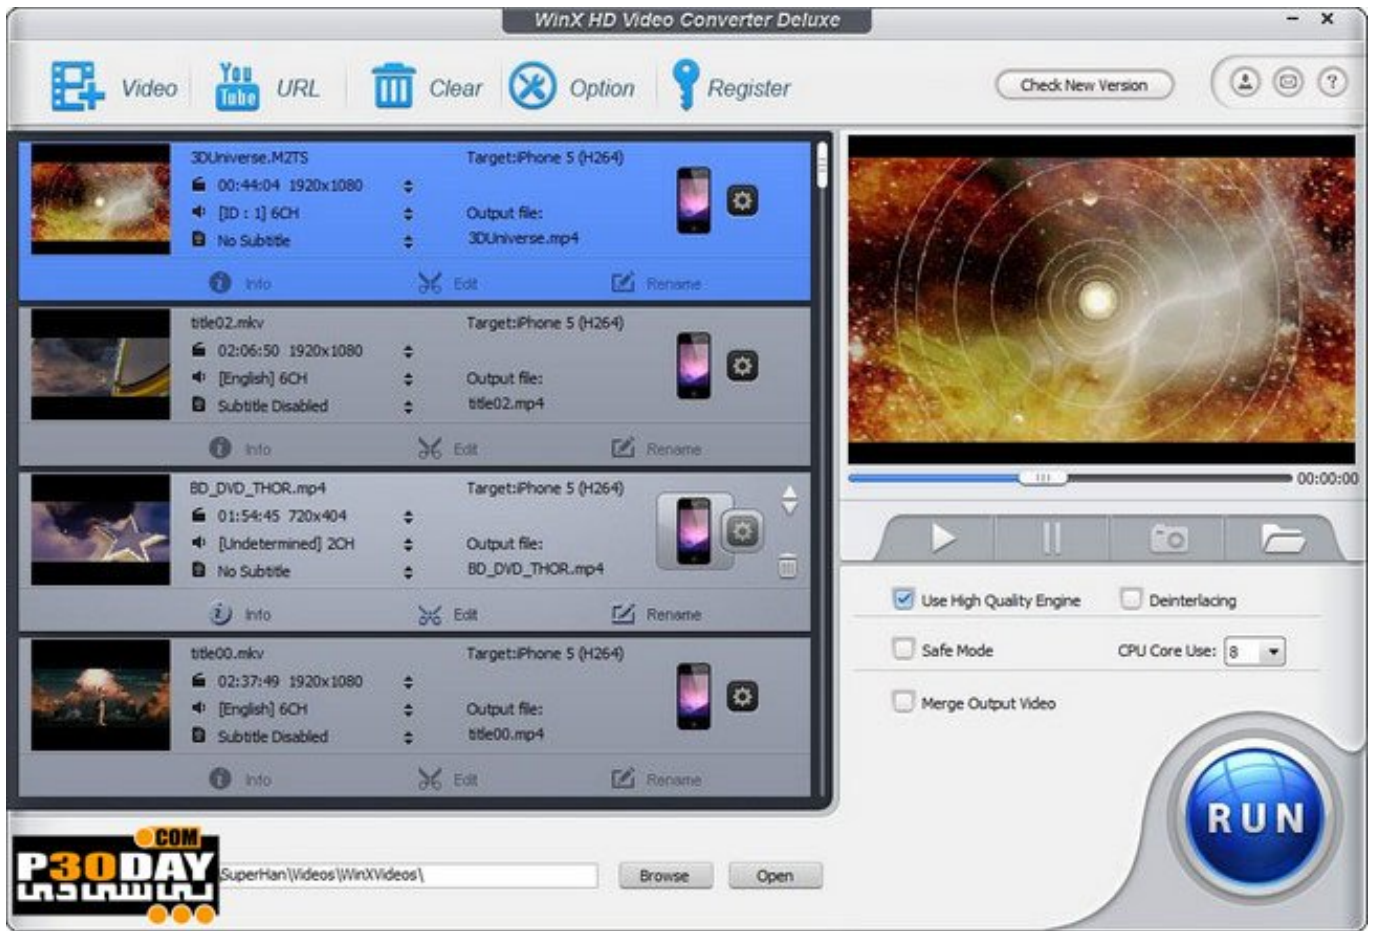 WinX HD Video Converter Deluxe
Video
You Tube
URL
Clear
Option
Register
Check New Version
3DUniverse.M2TS
Target:iPhone 5 (H264)
00:44:04 1920x1080
[ID : 1] 6CH
Output file:
No Subtitle
3DUniverse.mp4
Info
Edit
Rename
title02.mkv
Target:iPhone 5 (H264)
02:06:50 1920x1080
[English] 6CH
Output file:
Subtitle Disabled
title02.mp4
Info
Edit
Rename
BD_DVD_THOR.mp4
Target:iPhone 5 (H264)
01:54:45 720x404
[Undetermined] 2CH
Output file:
No Subtitle
BD_DVD_THOR.mp4
Info
Edit
Rename
title00.mkv
Target:iPhone 5 (H264)
02:37:49 1920x1080
[English] 6CH
Output file:
Subtitle Disabled
title00.mp4
Info
Edit
Rename
00:00:00
Use High Quality Engine
Deinterlacing
Safe Mode
CPU Core Use: 8
Merge Output Video
RUN
.COM
P30DAY
پی سی دی
SuperHan\Videos\WinXVideos\
Browse
Open